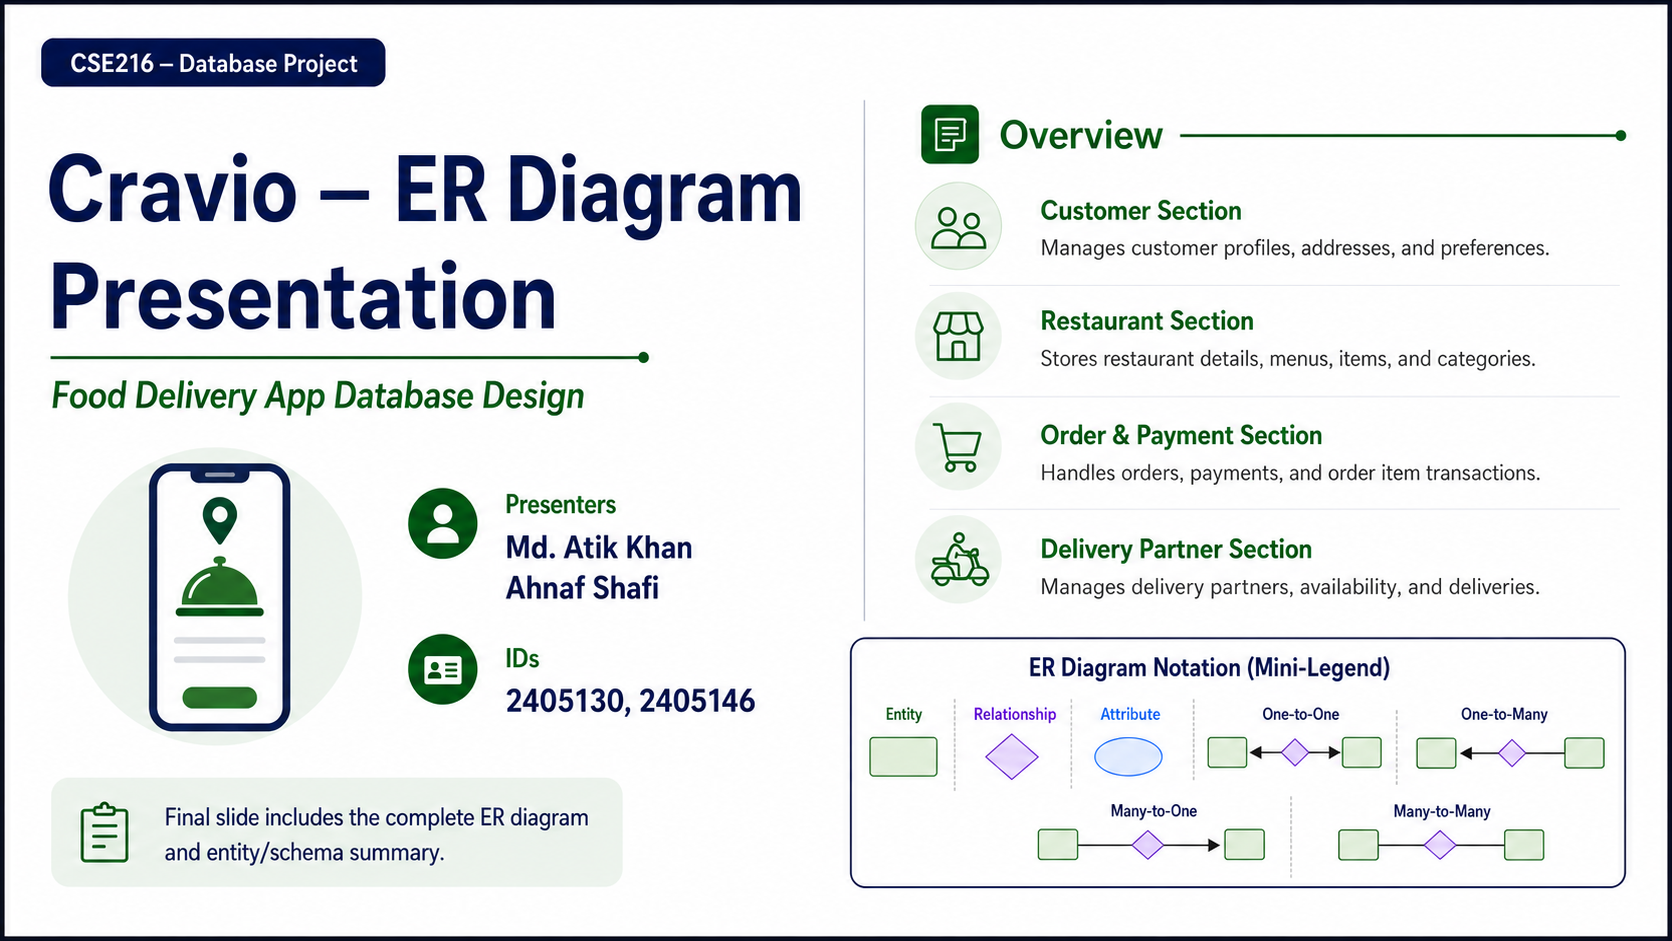 CSE216 – Database Project
Cravio – ER Diagram
Presentation
Food Delivery App Database Design
Presenters
Md. Atik Khan
Ahnaf Shafi
IDs
2405130, 2405146
Final slide includes the complete ER diagram
and entity/schema summary.
Overview
Customer Section
Manages customer profiles, addresses, and preferences.
Restaurant Section
Stores restaurant details, menus, items, and categories.
Order & Payment Section
Handles orders, payments, and order item transactions.
Delivery Partner Section
Manages delivery partners, availability, and deliveries.
ER Diagram Notation (Mini-Legend)
Entity
Relationship
Attribute
One-to-One
One-to-Many
Many-to-One
Many-to-Many